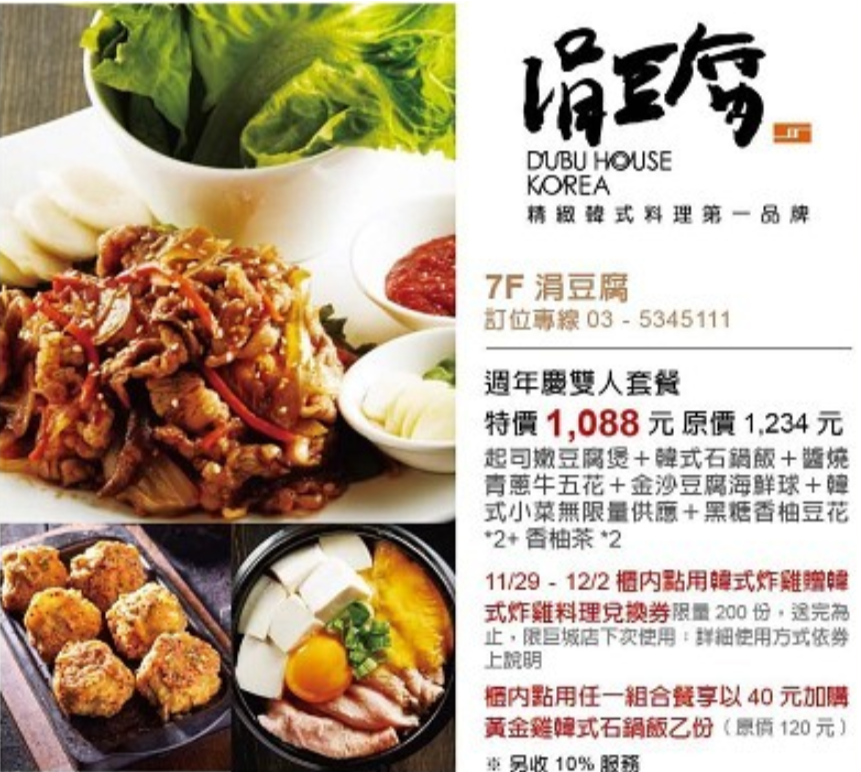 涓豆腐
DUBU HOUSE
KOREA
精緻韓式料理第一品牌
7F 涓豆腐
訂位專線 03 - 5345111
週年慶雙人套餐
特價 1,088 元 原價 1,234 元
起司嫩豆腐煲＋韓式石鍋飯＋醬燒
青蔥牛五花＋金沙豆腐海鮮球＋韓
式小菜無限量供應＋黑糖香柚豆花
*2+ 香柚茶 *2
11/29 - 12/2 櫃內點用韓式炸雞贈韓
式炸雞料理兌換券限量 200 份，送完為
止，限巨城店下次使用；詳細使用方式依券
上說明
櫃內點用任一組合餐享以 40 元加購
黃金雞韓式石鍋飯乙份（原價 120 元）
※ 另收 10% 服務